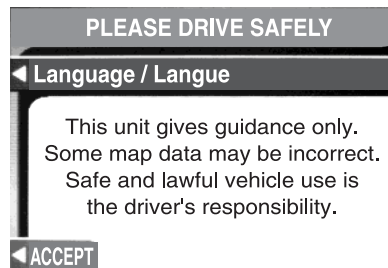 PLEASE DRIVE SAFELY
Language / Langue
This unit gives guidance only.
Some map data may be incorrect.
Safe and lawful vehicle use is
the driver's responsibility.
ACCEPT